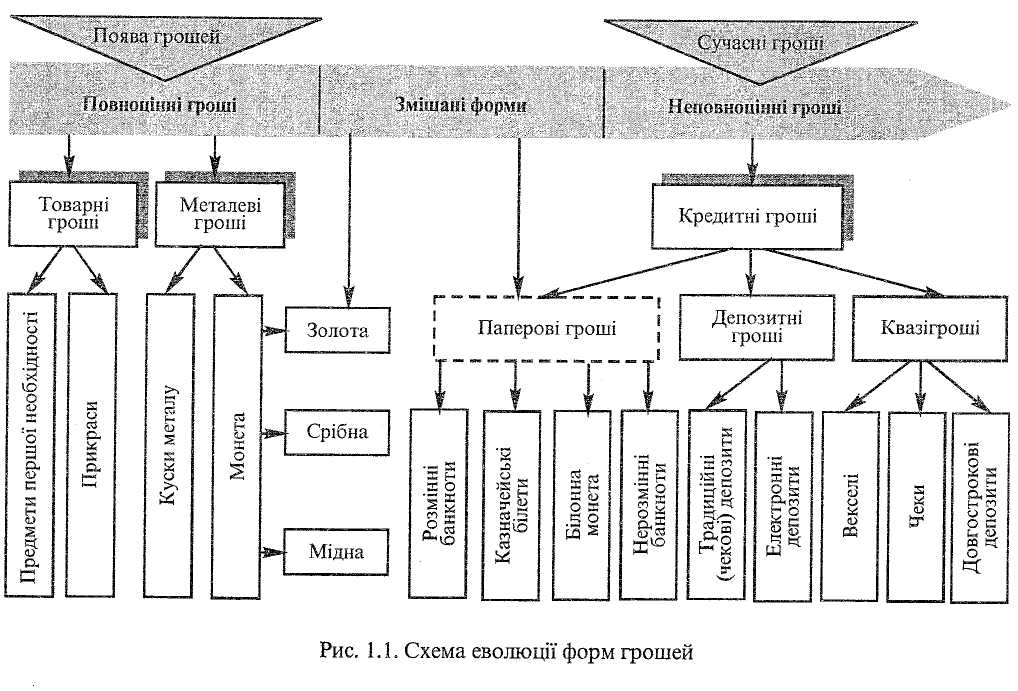 Поява грошей
Сучасні гроші
Повноцінні гроші
Змішані форми
Неповноцінні гроші
Товарні
гроші
Металеві
гроші
Кредитні гроші
Предмети першої необхідності
Прикраси
Куски металу
Монета
Золота
Срібна
Мідна
Паперові гроші
Депозитні
гроші
Квазігроші
Розмінні
банкноти
Казначейські
білети
Білонна
монета
Нерозмінні
банкноти
Традиційні
(чекові) депозити
Електронні
депозити
Векселі
Чеки
Довгострокові
депозити
Рис. 1.1. Схема еволюції форм грошей